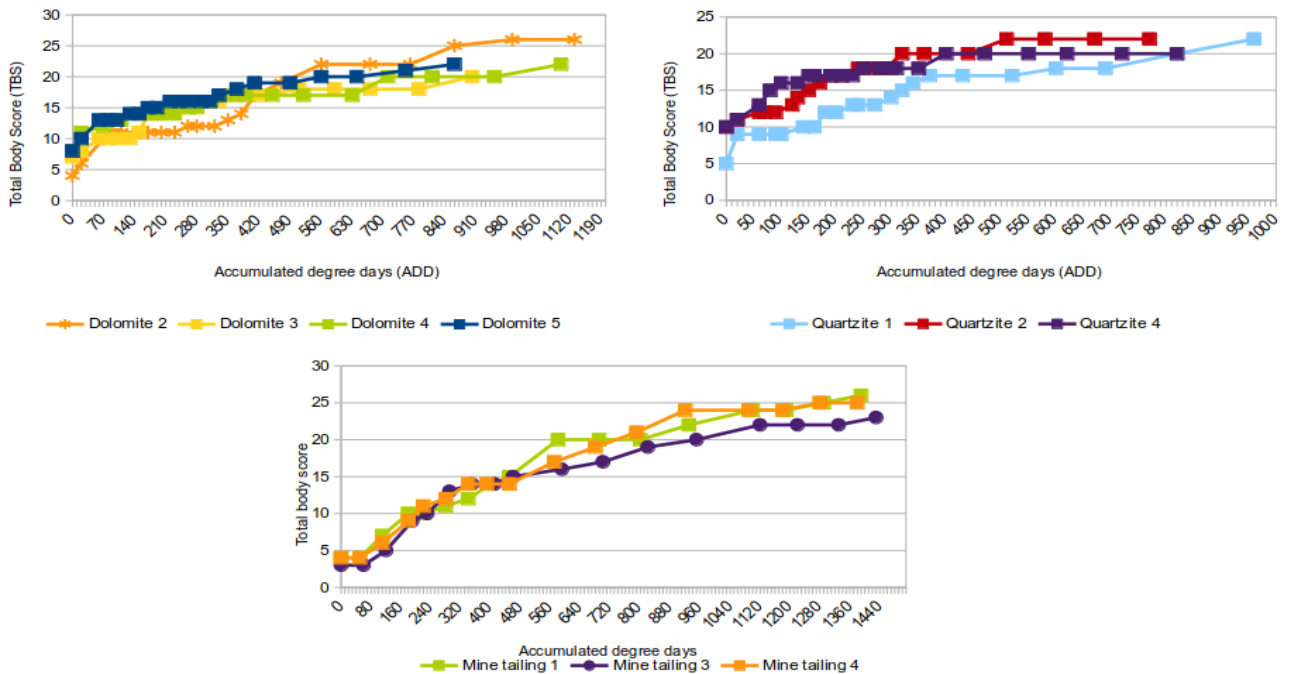 30
25
20
15
10
5
0
Total Body Score (TBS)
0 70 140 210 280 350 420 490 560 630 700 770 840 910 980 1050 1120 1190
Accumulated degree days (ADD)
Dolomite 2 Dolomite 3 Dolomite 4 Dolomite 5
25
20
15
10
5
0
Total Body Score (TBS)
0 50 100 150 200 250 300 350 400 450 500 550 600 650 700 750 800 850 900 950 1000
Accumulated degree days (ADD)
Quartzite 1 Quartzite 2 Quartzite 4
30
25
20
15
10
5
0
Total body score
0 80 160 240 320 400 480 560 640 720 800 880 960 1040 1120 1200 1280 1360 1440
Accumulated degree days
Mine tailing 1 Mine tailing 3 Mine tailing 4